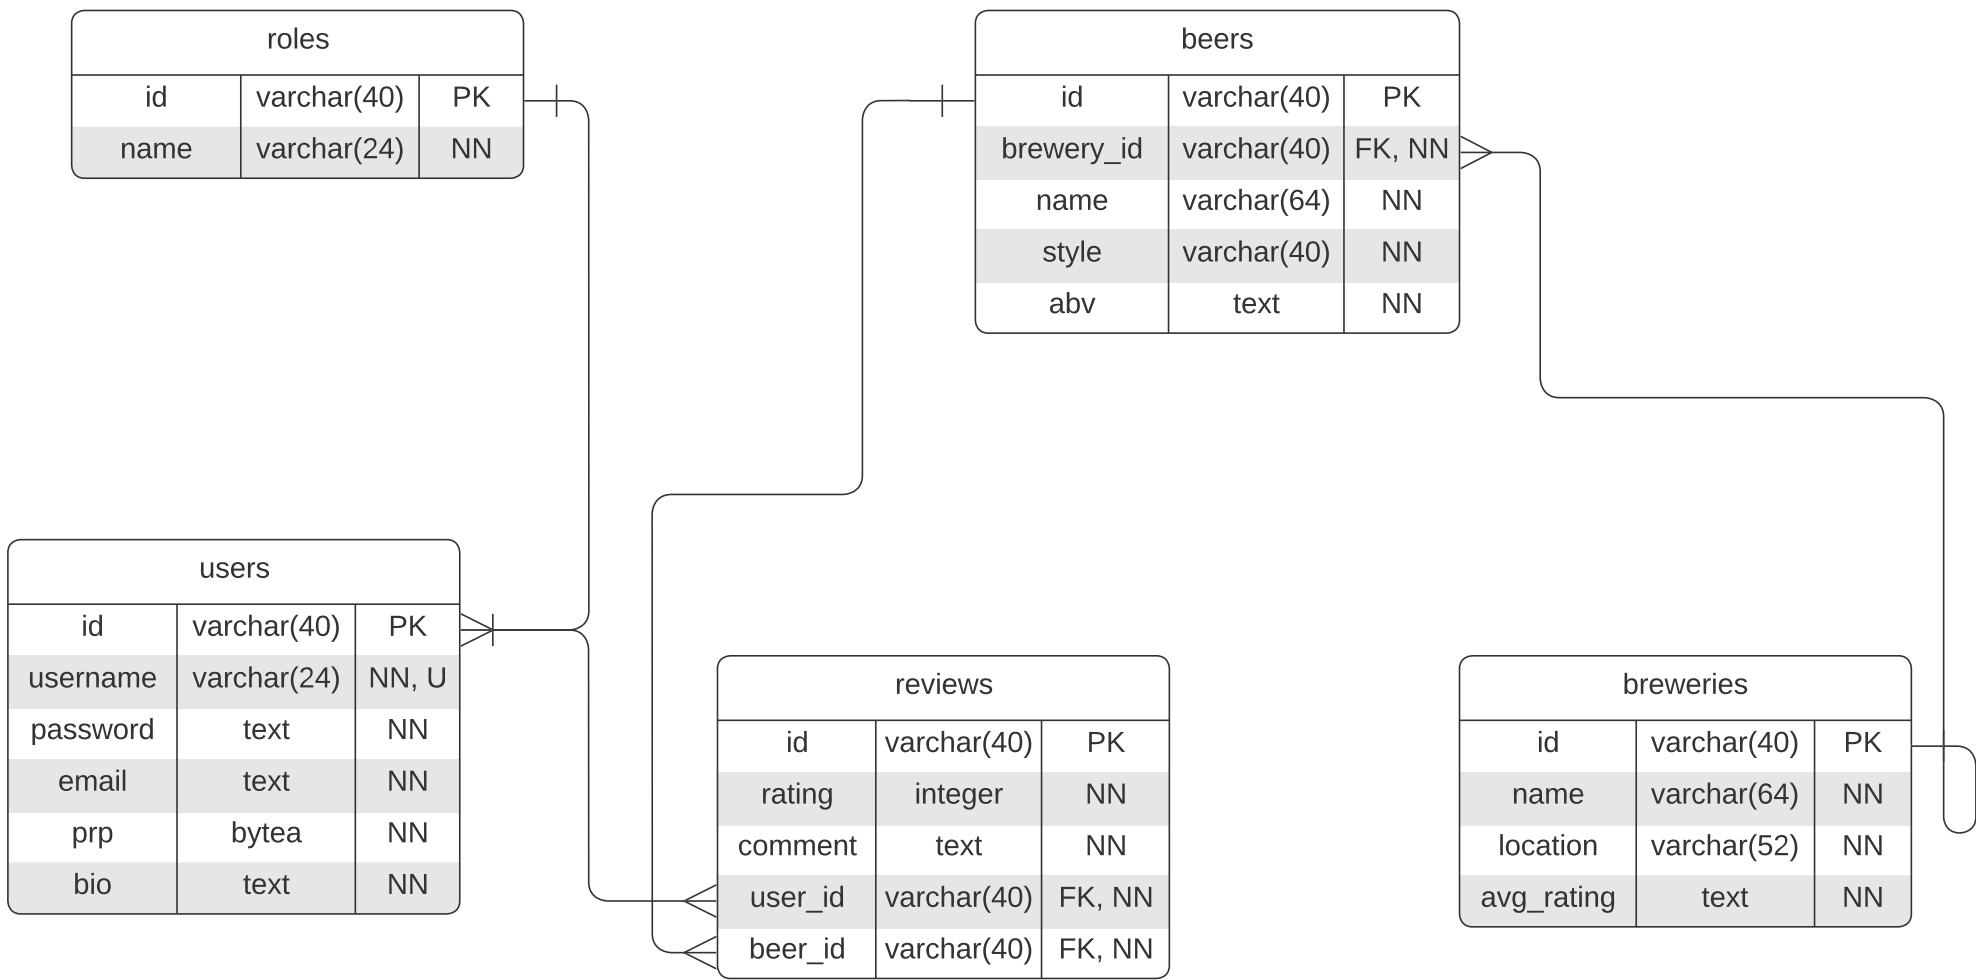 roles
id varchar(40) PK
name varchar(24) NN
beers
id varchar(40) PK
brewery_id varchar(40) FK, NN
name varchar(64) NN
style varchar(40) NN
abv text NN
users
id varchar(40) PK
username varchar(24) NN, U
password text NN
email text NN
prp bytea NN
bio text NN
reviews
id varchar(40) PK
rating integer NN
comment text NN
user_id varchar(40) FK, NN
beer_id varchar(40) FK, NN
breweries
id varchar(40) PK
name varchar(64) NN
location varchar(52) NN
avg_rating text NN